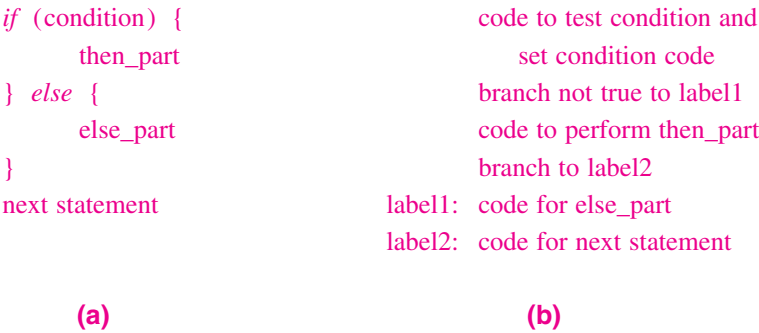 if (condition) {
then_part
} else {
else_part
}
next statement
(a)
code to test condition and
set condition code
branch not true to label1
code to perform then_part
branch to label2
label1: code for else_part
label2: code for next statement
(b)